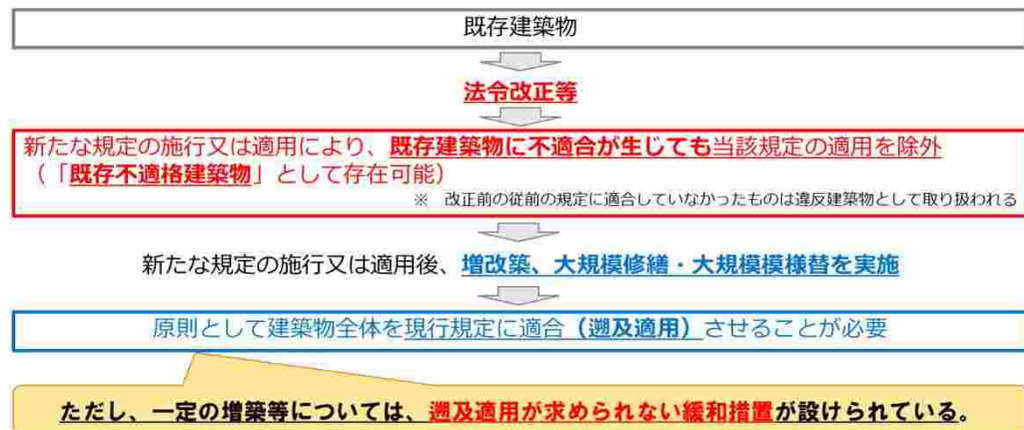 既存建築物
法令改正等
新たな規定の施行又は適用により、既存建築物に不適合が生じても当該規定の適用を除外
（「既存不適格建築物」として存在可能）
※　改正前の従前の規定に適合していなかったものは違反建築物として取り扱われる
新たな規定の施行又は適用後、増改築、大規模修繕・大規模模様替を実施
原則として建築物全体を現行規定に適合（遡及適用）させることが必要
ただし、一定の増築等については、遡及適用が求められない緩和措置が設けられている。